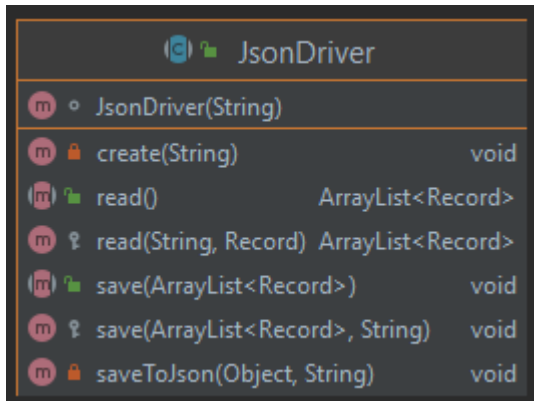 JsonDriver
JsonDriver(String)
create(String) void
read() ArrayList<Record>
read(String, Record) ArrayList<Record>
save(ArrayList<Record>) void
save(ArrayList<Record>, String) void
saveToJson(Object, String) void